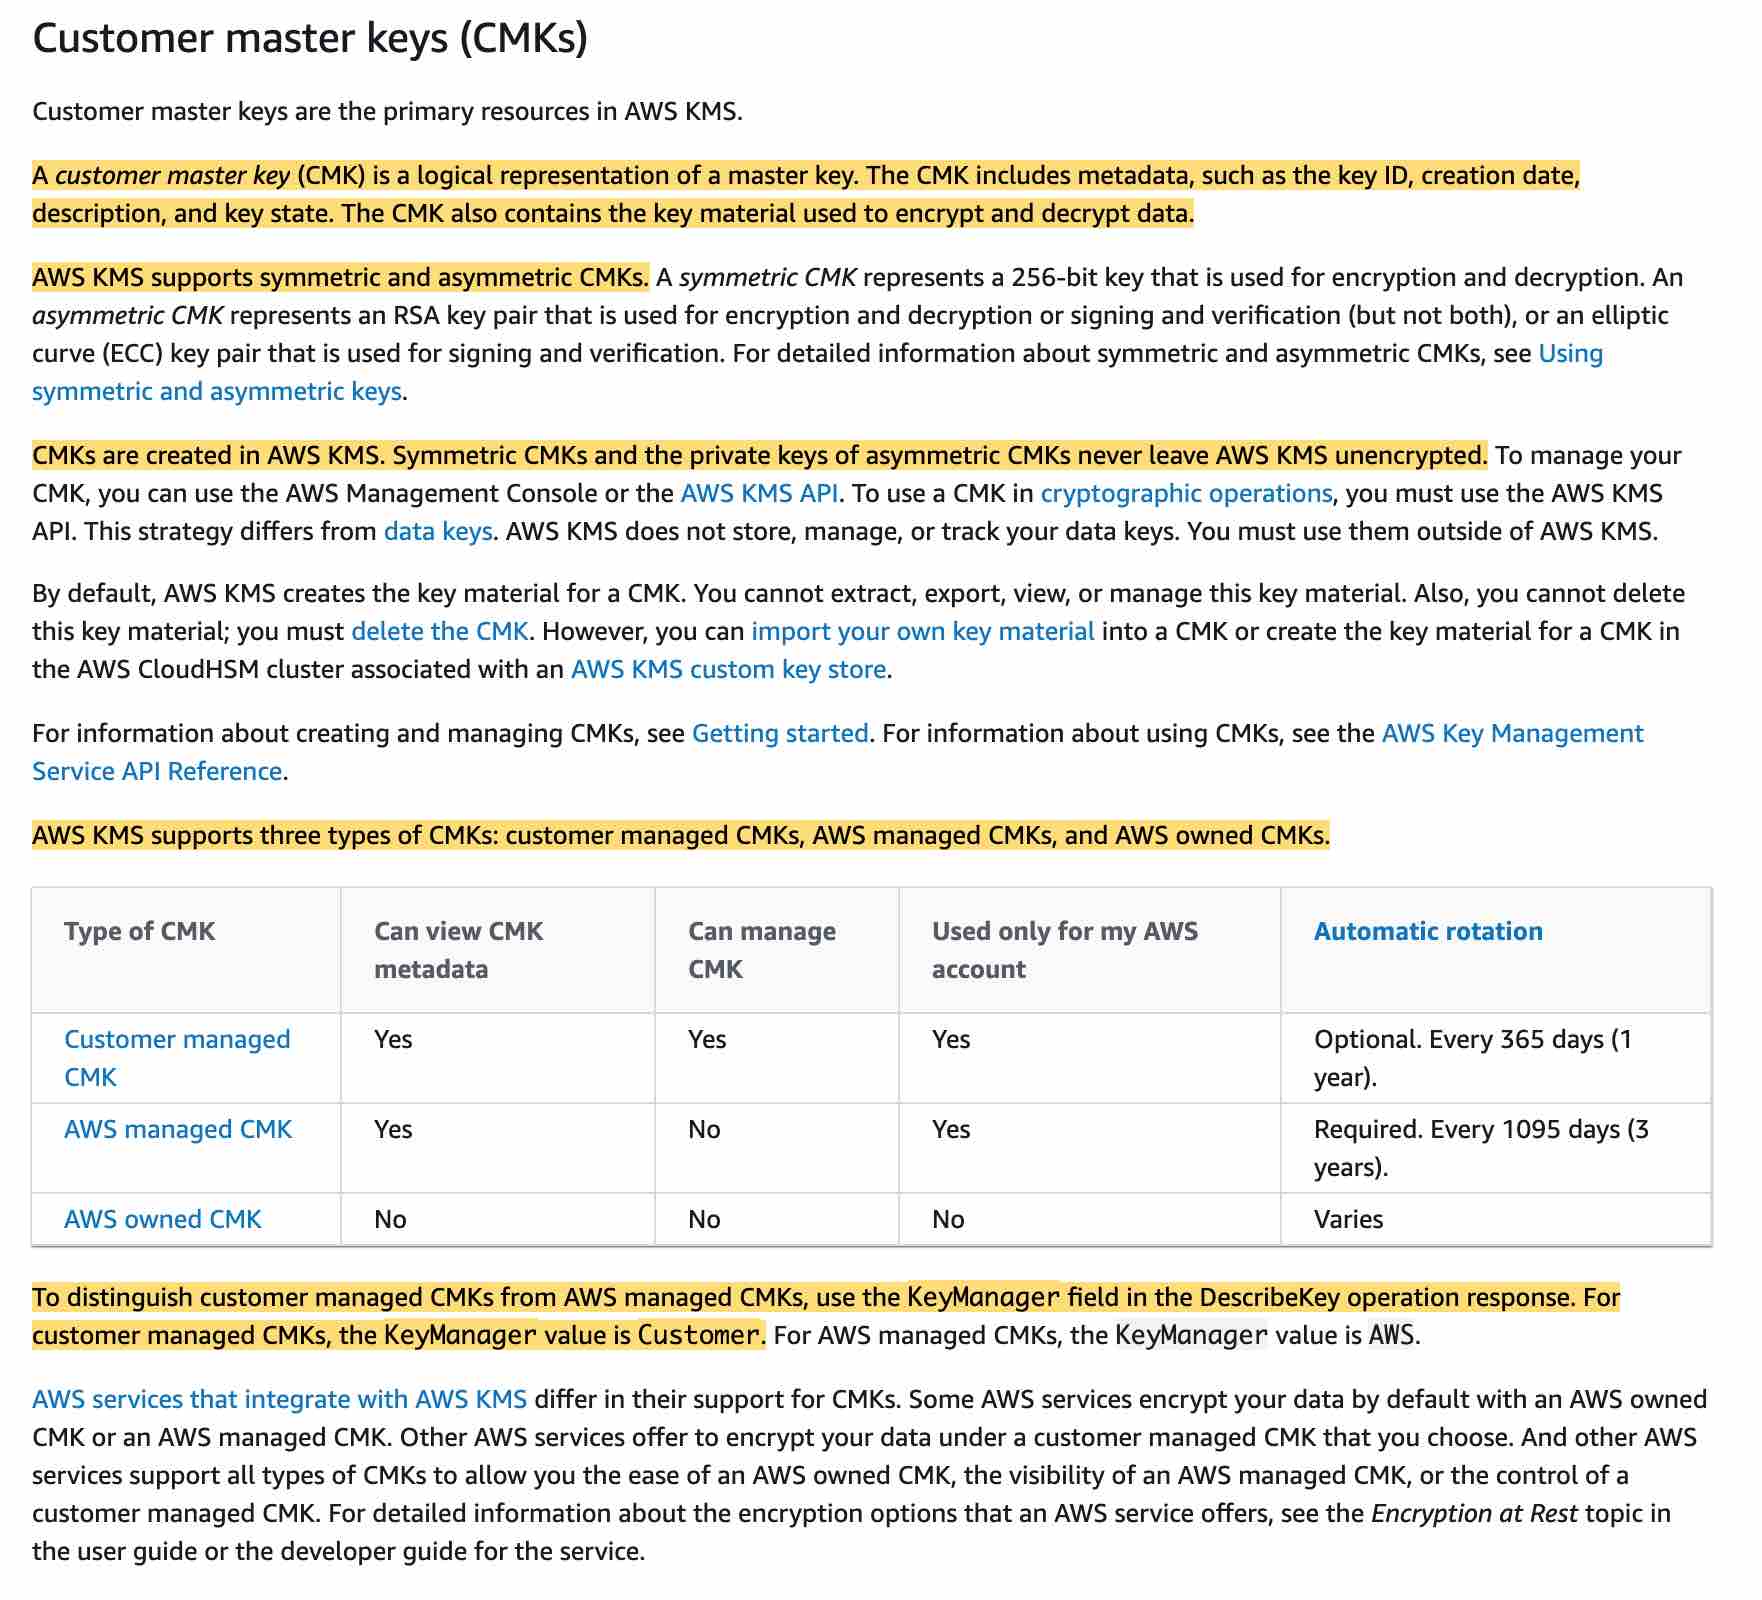 Customer master keys (CMKs)
Customer master keys are the primary resources in AWS KMS.
A customer master key (CMK) is a logical representation of a master key. The CMK includes metadata, such as the key ID, creation date,
description, and key state. The CMK also contains the key material used to encrypt and decrypt data.
AWS KMS supports symmetric and asymmetric CMKs. A symmetric CMK represents a 256-bit key that is used for encryption and decryption. An
asymmetric CMK represents an RSA key pair that is used for encryption and decryption or signing and verification (but not both), or an elliptic
curve (ECC) key pair that is used for signing and verification. For detailed information about symmetric and asymmetric CMKs, see Using
symmetric and asymmetric keys.
CMKs are created in AWS KMS. Symmetric CMKs and the private keys of asymmetric CMKs never leave AWS KMS unencrypted. To manage your
CMK, you can use the AWS Management Console or the AWS KMS API. To use a CMK in cryptographic operations, you must use the AWS KMS
API. This strategy differs from data keys. AWS KMS does not store, manage, or track your data keys. You must use them outside of AWS KMS.
By default, AWS KMS creates the key material for a CMK. You cannot extract, export, view, or manage this key material. Also, you cannot delete
this key material; you must delete the CMK. However, you can import your own key material into a CMK or create the key material for a CMK in
the AWS CloudHSM cluster associated with an AWS KMS custom key store.
For information about creating and managing CMKs, see Getting started. For information about using CMKs, see the AWS Key Management
Service API Reference.
AWS KMS supports three types of CMKs: customer managed CMKs, AWS managed CMKs, and AWS owned CMKs.
Type of CMK Can view CMK metadata Can manage CMK Used only for my AWS account Automatic rotation
Customer managed CMK Yes Yes Yes Optional. Every 365 days (1 year).
AWS managed CMK Yes No Yes Required. Every 1095 days (3 years).
AWS owned CMK No No No Varies
To distinguish customer managed CMKs from AWS managed CMKs, use the KeyManager field in the DescribeKey operation response. For
customer managed CMKs, the KeyManager value is Customer. For AWS managed CMKs, the KeyManager value is AWS.
AWS services that integrate with AWS KMS differ in their support for CMKs. Some AWS services encrypt your data by default with an AWS owned
CMK or an AWS managed CMK. Other AWS services offer to encrypt your data under a customer managed CMK that you choose. And other AWS
services support all types of CMKs to allow you the ease of an AWS owned CMK, the visibility of an AWS managed CMK, or the control of a
customer managed CMK. For detailed information about the encryption options that an AWS service offers, see the Encryption at Rest topic in
the user guide or the developer guide for the service.